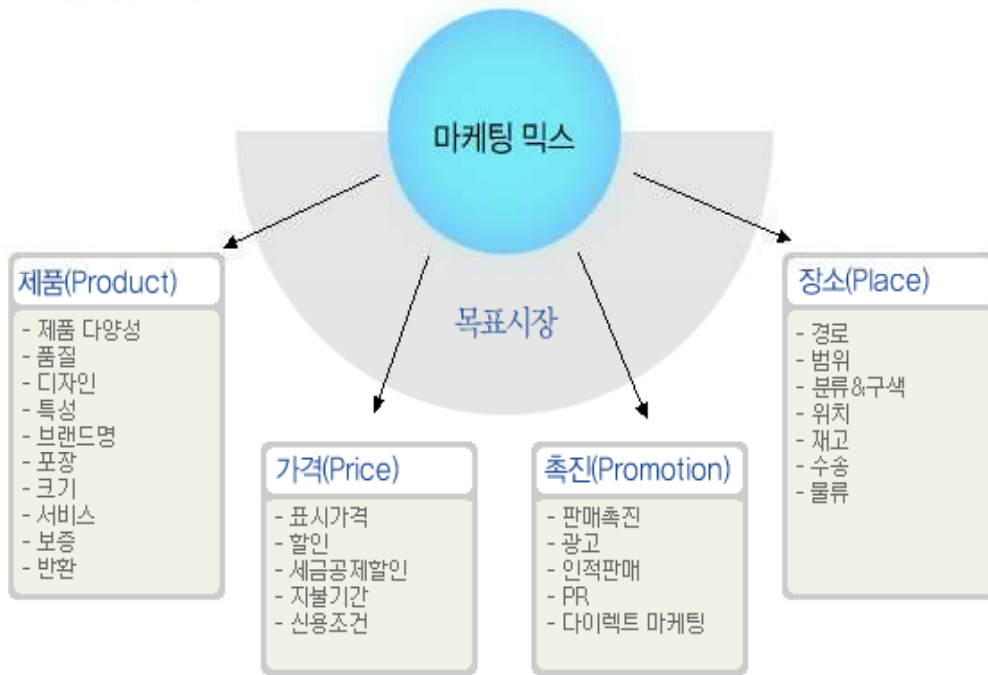 마케팅 믹스
목표시장
제품(Product)
- 제품 다양성
- 품질
- 디자인
- 특성
- 브랜드명
- 포장
- 크기
- 서비스
- 보증
- 반환
가격(Price)
- 표시가격
- 할인
- 세금공제할인
- 지불기간
- 신용조건
촉진(Promotion)
- 판매촉진
- 광고
- 인적판매
- PR
- 다이렉트 마케팅
장소(Place)
- 경로
- 범위
- 분류&구색
- 위치
- 재고
- 수송
- 물류